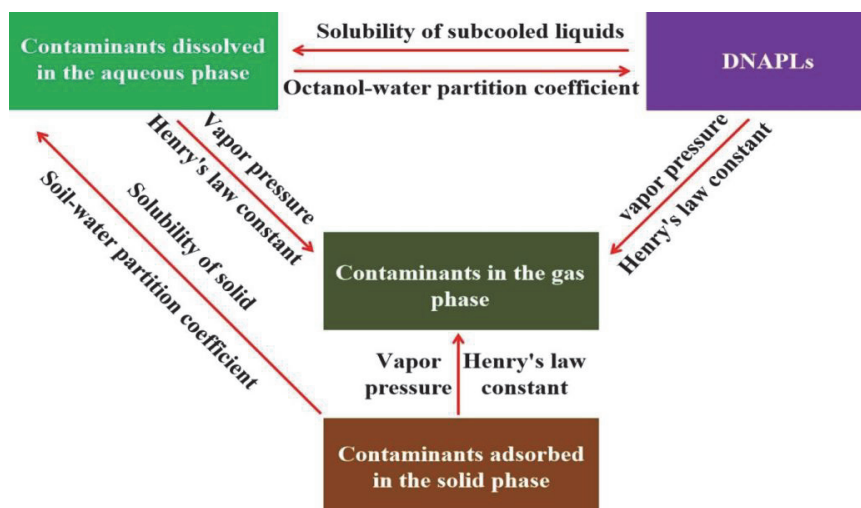 Contaminants dissolved
in the aqueous phase
Solubility of subcooled liquids
Octanol-water partition coefficient
DNAPLs
Vapor pressure
Henry's law constant
vapor pressure
Henry's law constant
Solubility of solid
Soil-water partition coefficient
Contaminants in the gas
phase
Vapor
pressure
Henry's law
constant
Contaminants adsorbed
in the solid phase